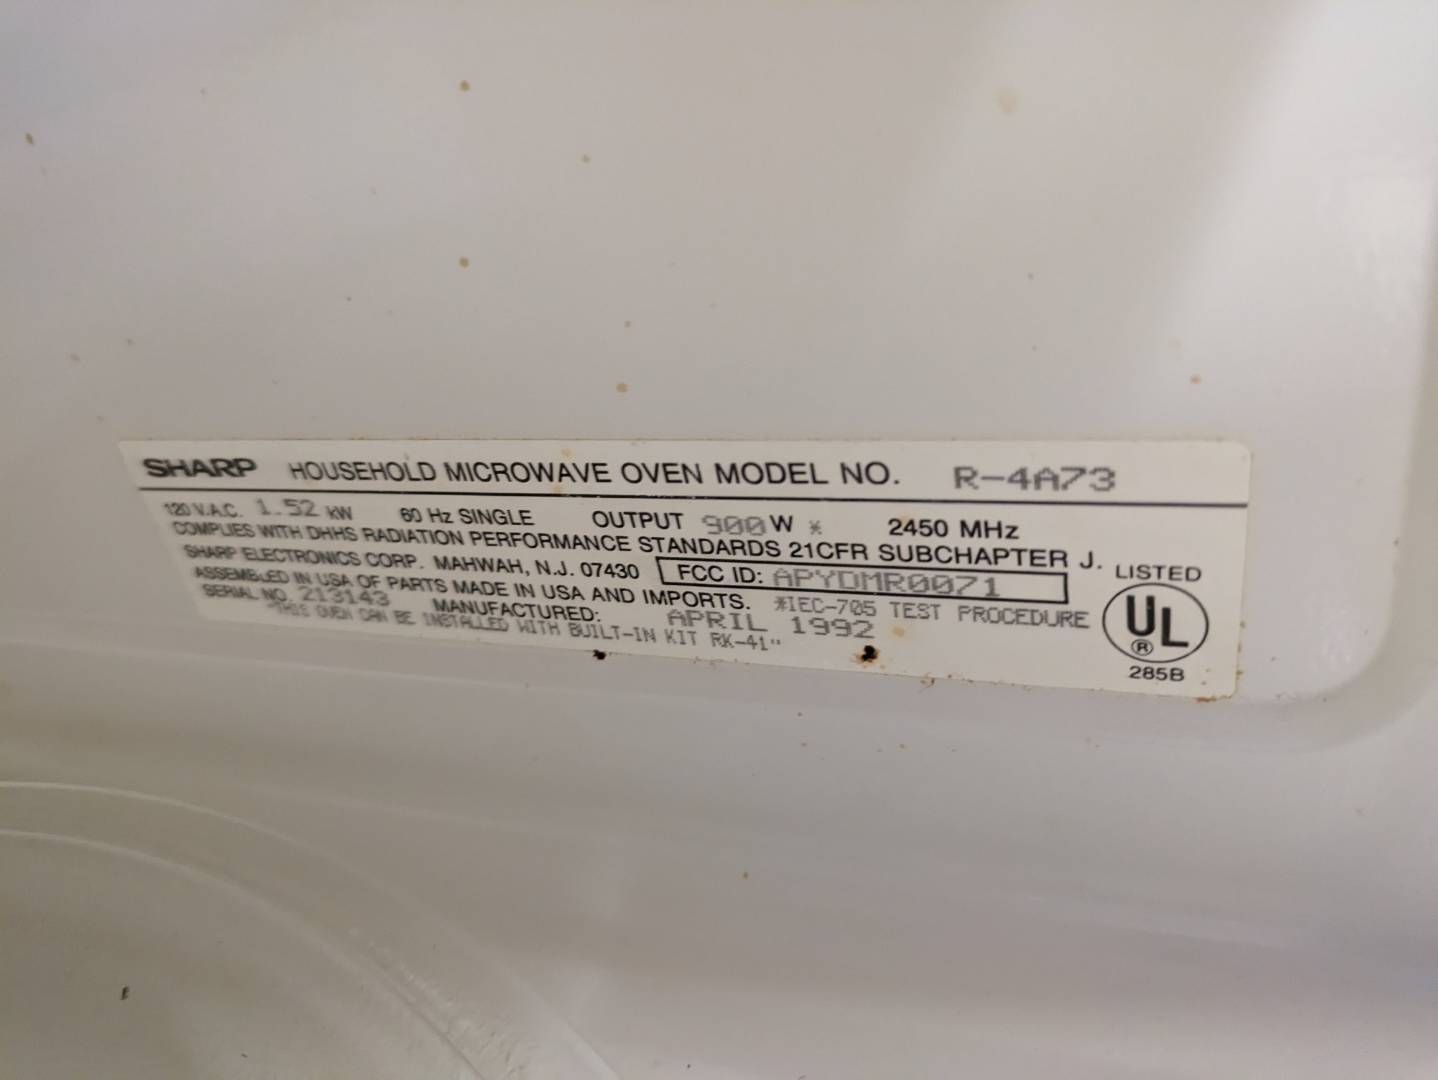 SHARP HOUSEHOLD MICROWAVE OVEN MODEL NO. R-4A73
120 V.A.C. 1.52 kW 60 Hz SINGLE OUTPUT 900 W * 2450 MHz
COMPLIES WITH DHHS RADIATION PERFORMANCE STANDARDS 21CFR SUBCHAPTER J.
SHARP ELECTRONICS CORP. MAHWAH, N.J. 07430 FCC ID: APYDMR0071
ASSEMBLED IN USA OF PARTS MADE IN USA AND IMPORTS. *IEC-705 TEST PROCEDURE
SERIAL NO. 213143 MANUFACTURED: APRIL 1992
"THIS OVEN CAN BE INSTALLED WITH BUILT-IN KIT RK-41"
LISTED
UL
®
285B